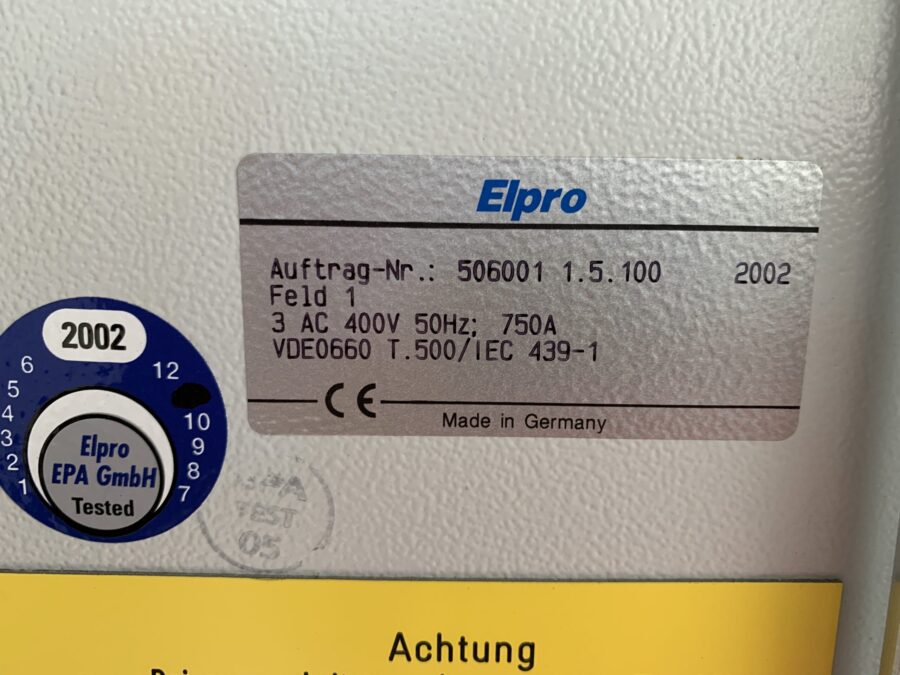 Elpro
Auftrag-Nr.: 506001 1.5.100 2002
Feld 1
3 AC 400V 50Hz; 750A
VDE0660 T.500/IEC 439-1
CE
Made in Germany
2002
6 12
5
4 10
3 9
2 8
1 7
Elpro
EPA GmbH
Tested
TEST
05
Achtung